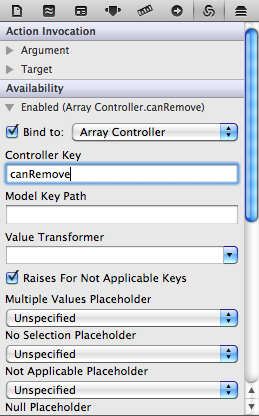 Action Invocation
Argument
Target
Availability
Enabled (Array Controller.canRemove)
Bind to: Array Controller
Controller Key
canRemove
Model Key Path
Value Transformer
Raises For Not Applicable Keys
Multiple Values Placeholder
Unspecified
No Selection Placeholder
Unspecified
Not Applicable Placeholder
Unspecified
Null Placeholder